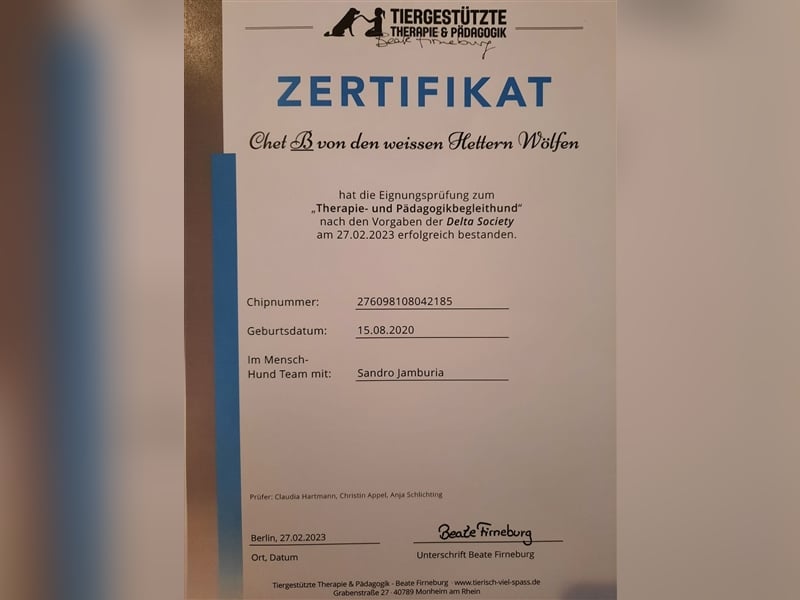 TIERGESTÜTZTE
THERAPIE & PÄDAGOGIK
Beate Firneburg
ZERTIFIKAT
Chet B von den weissen Hettern Wölfen
hat die Eignungsprüfung zum
„Therapie- und Pädagogikbegleithund“
nach den Vorgaben der Delta Society
am 27.02.2023 erfolgreich bestanden.
Chipnummer: 276098108042185
Geburtsdatum: 15.08.2020
Im Mensch-
Hund Team mit: Sandro Jamburia
Prüfer: Claudia Hartmann, Christin Appel, Anja Schlichting
Berlin, 27.02.2023 Beate Firneburg
Ort, Datum Unterschrift Beate Firneburg
Tiergestützte Therapie & Pädagogik - Beate Firneburg · www.tierisch-viel-spass.de
Grabenstraße 27 · 40789 Monheim am Rhein